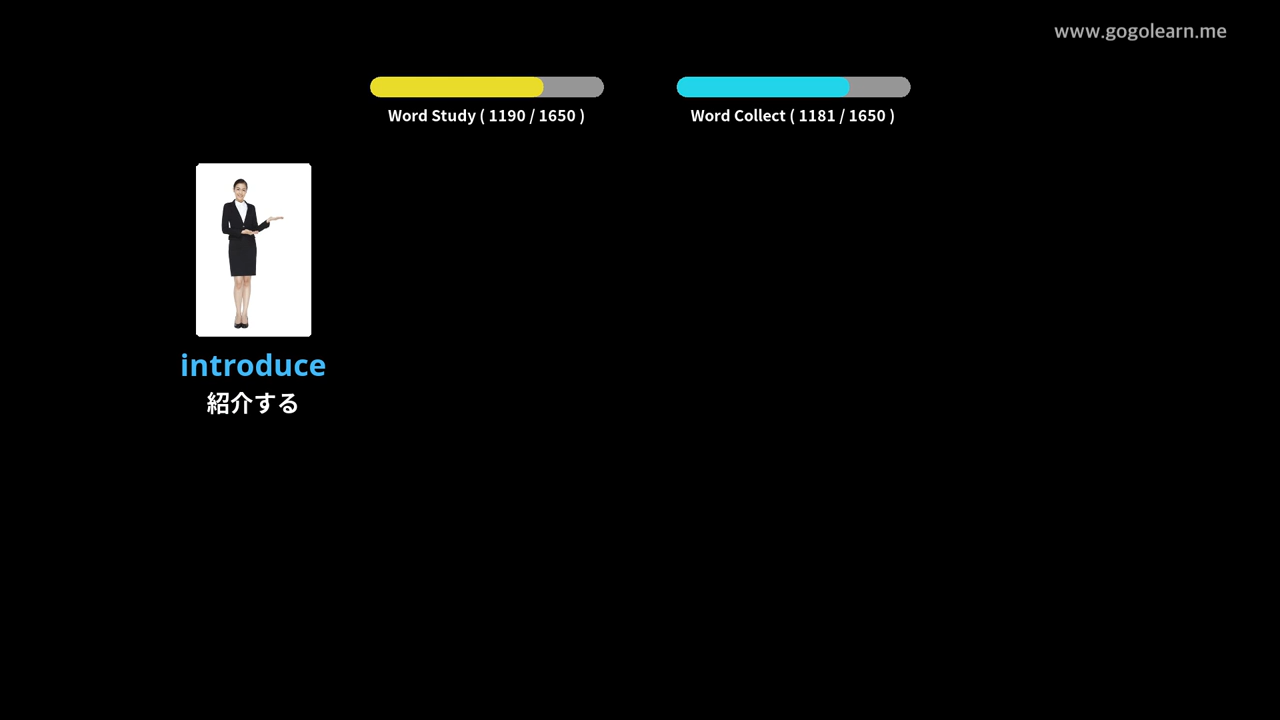 www.gogolearn.me
Word Study ( 1190 / 1650 )
Word Collect ( 1181 / 1650 )
introduce
紹介する